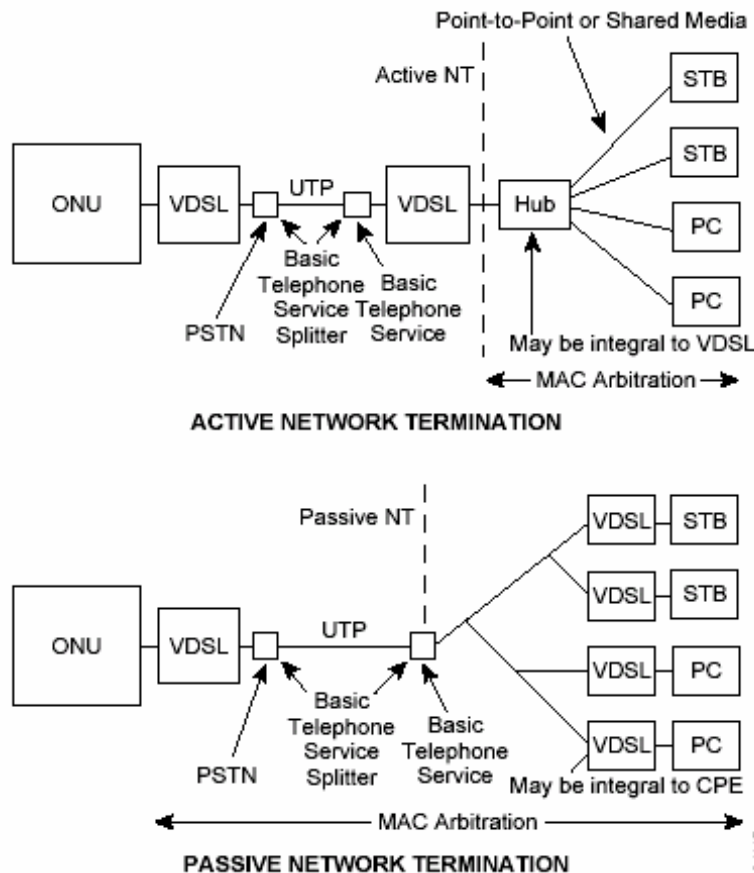 Point-to-Point or Shared Media
Active NT
STB
STB
ONU
VDSL
UTP
VDSL
Hub
PC
PC
Basic
Telephone
Service
Splitter
Basic
Telephone
Service
PSTN
May be integral to VDSL
MAC Arbitration
ACTIVE NETWORK TERMINATION
Passive NT
VDSL
STB
VDSL
STB
ONU
VDSL
UTP
VDSL
PC
VDSL
PC
Basic
Telephone
Service
Splitter
Basic
Telephone
Service
PSTN
May be integral to CPE
MAC Arbitration
PASSIVE NETWORK TERMINATION